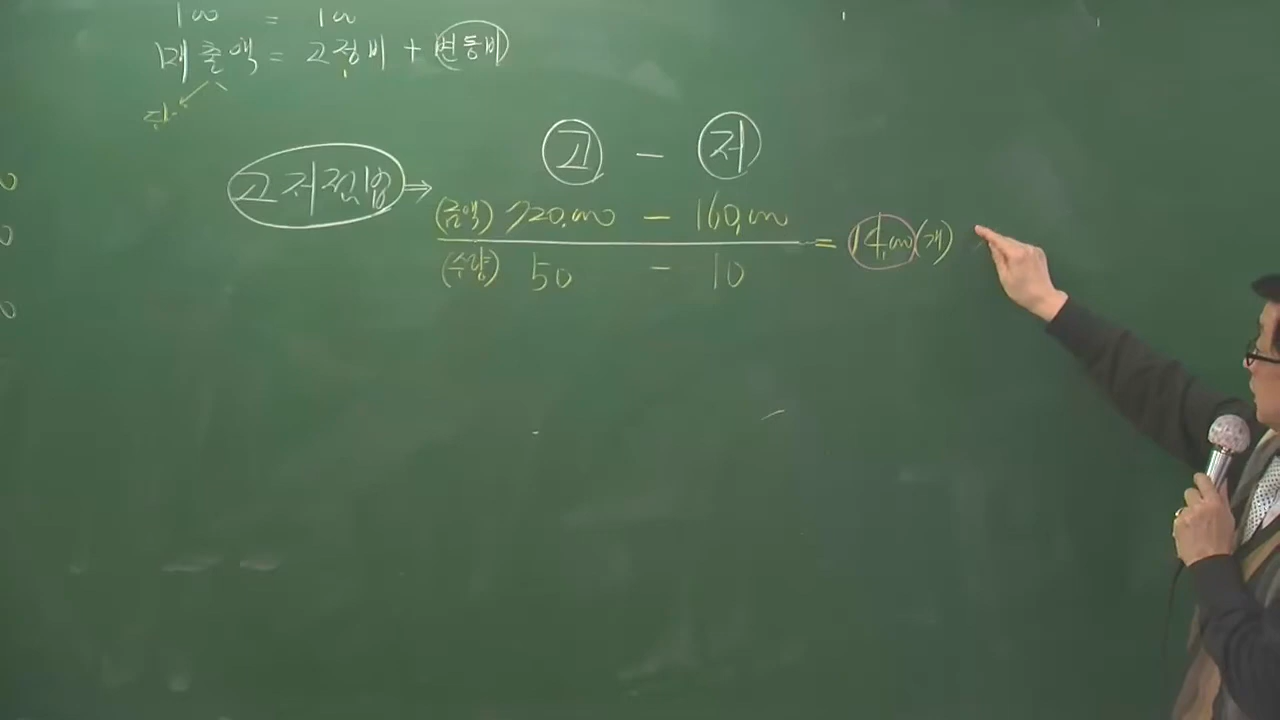 100 = 100
매출액 = 고정비 + 변동비
고 - 저
고저점법 ⇒
(금액) 720,000 - 160,000
(수량) 50 - 10
= 14,000 (개)